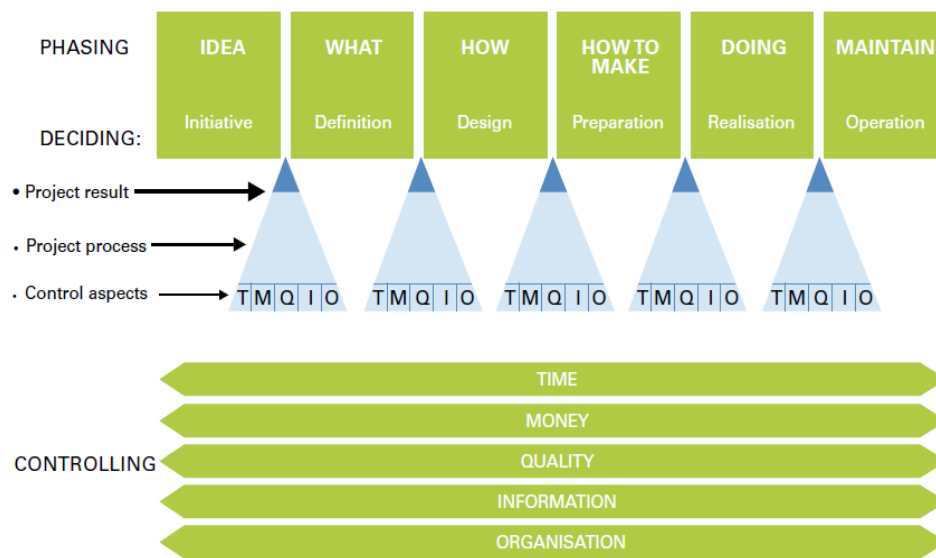 PHASING
IDEA
WHAT
HOW
HOW TO
MAKE
DOING
MAINTAIN
Initiative
Definition
Design
Preparation
Realisation
Operation
DECIDING:
• Project result
. Project process
. Control aspects
T M Q I O
T M Q I O
T M Q I O
T M Q I O
T M Q I O
TIME
MONEY
CONTROLLING
QUALITY
INFORMATION
ORGANISATION